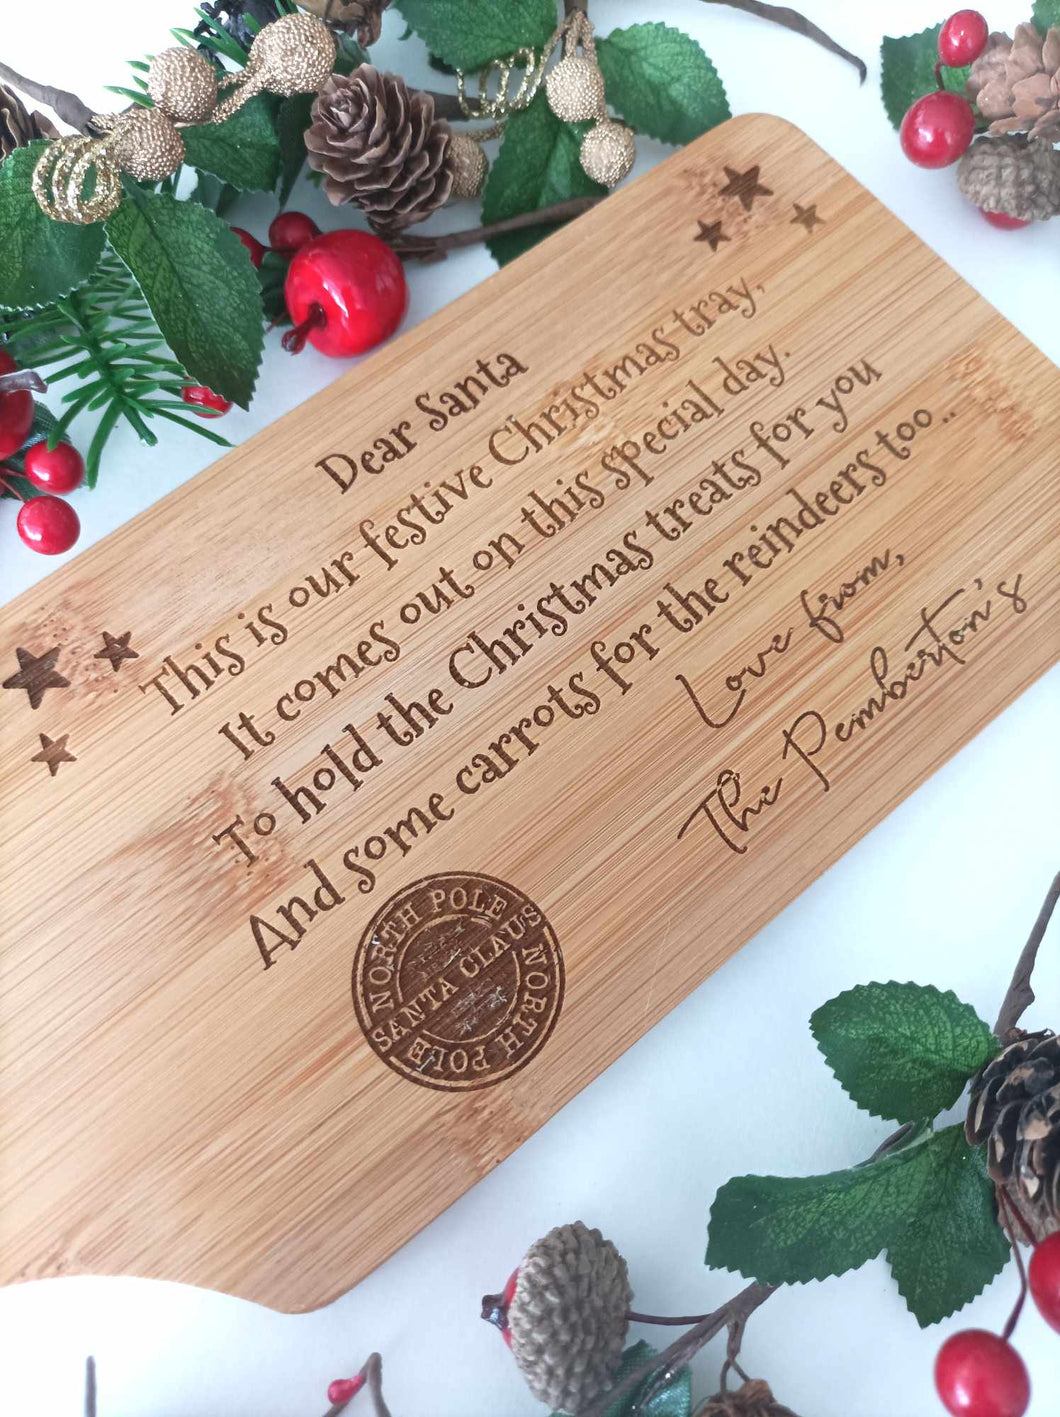 Dear Santa
This is our festive Christmas tray,
It comes out on this special day.
To hold the Christmas treats for you
And some carrots for the reindeers too...
Love from,
The Pemberton's
NORTH POLE
SANTA CLAUS
NORTH POLE